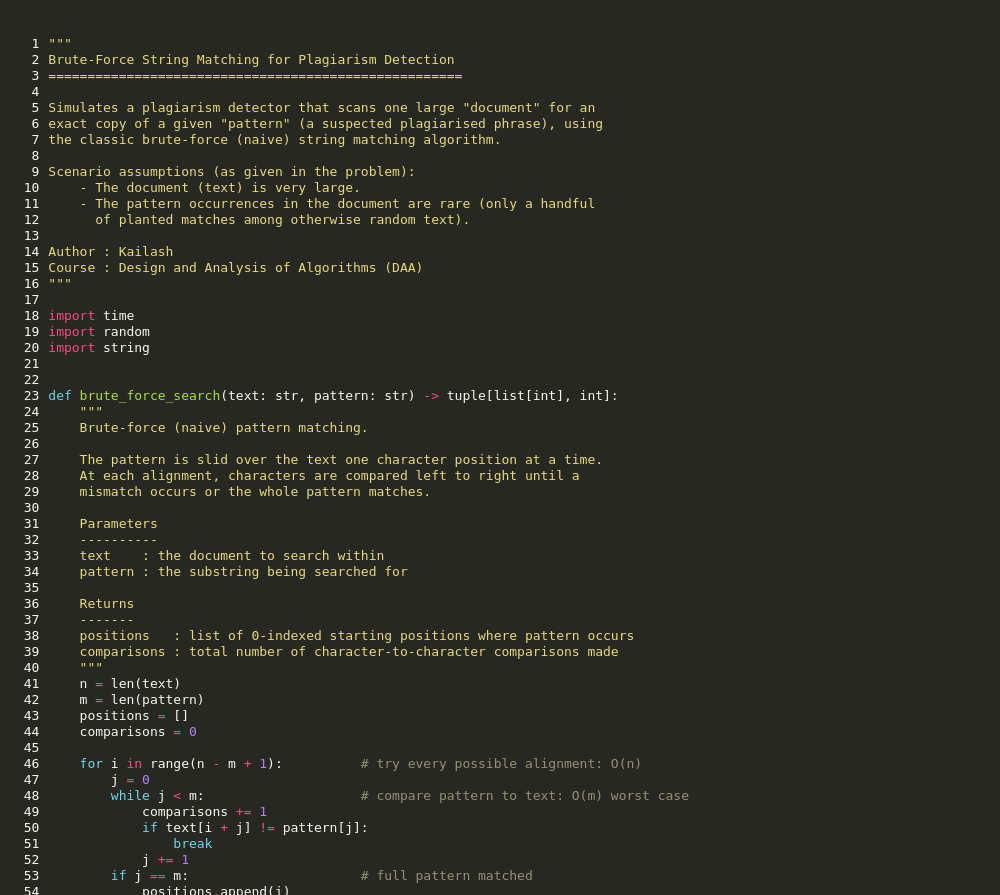 1 """
2 Brute-Force String Matching for Plagiarism Detection
3 =====================================================
4
5 Simulates a plagiarism detector that scans one large "document" for an
6 exact copy of a given "pattern" (a suspected plagiarised phrase), using
7 the classic brute-force (naive) string matching algorithm.
8
9 Scenario assumptions (as given in the problem):
10     - The document (text) is very large.
11     - The pattern occurrences in the document are rare (only a handful
12       of planted matches among otherwise random text).
13
14 Author : Kailash
15 Course : Design and Analysis of Algorithms (DAA)
16 """
17
18 import time
19 import random
20 import string
21
22
23 def brute_force_search(text: str, pattern: str) -> tuple[list[int], int]:
24     """
25     Brute-force (naive) pattern matching.
26
27     The pattern is slid over the text one character position at a time.
28     At each alignment, characters are compared left to right until a
29     mismatch occurs or the whole pattern matches.
30
31     Parameters
32     ----------
33     text    : the document to search within
34     pattern : the substring being searched for
35
36     Returns
37     -------
38     positions   : list of 0-indexed starting positions where pattern occurs
39     comparisons : total number of character-to-character comparisons made
40     """
41     n = len(text)
42     m = len(pattern)
43     positions = []
44     comparisons = 0
45
46     for i in range(n - m + 1):          # try every possible alignment: O(n)
47         j = 0
48         while j < m:                    # compare pattern to text: O(m) worst case
49             comparisons += 1
50             if text[i + j] != pattern[j]:
51                 break
52             j += 1
53         if j == m:                      # full pattern matched
54             positions.append(i)